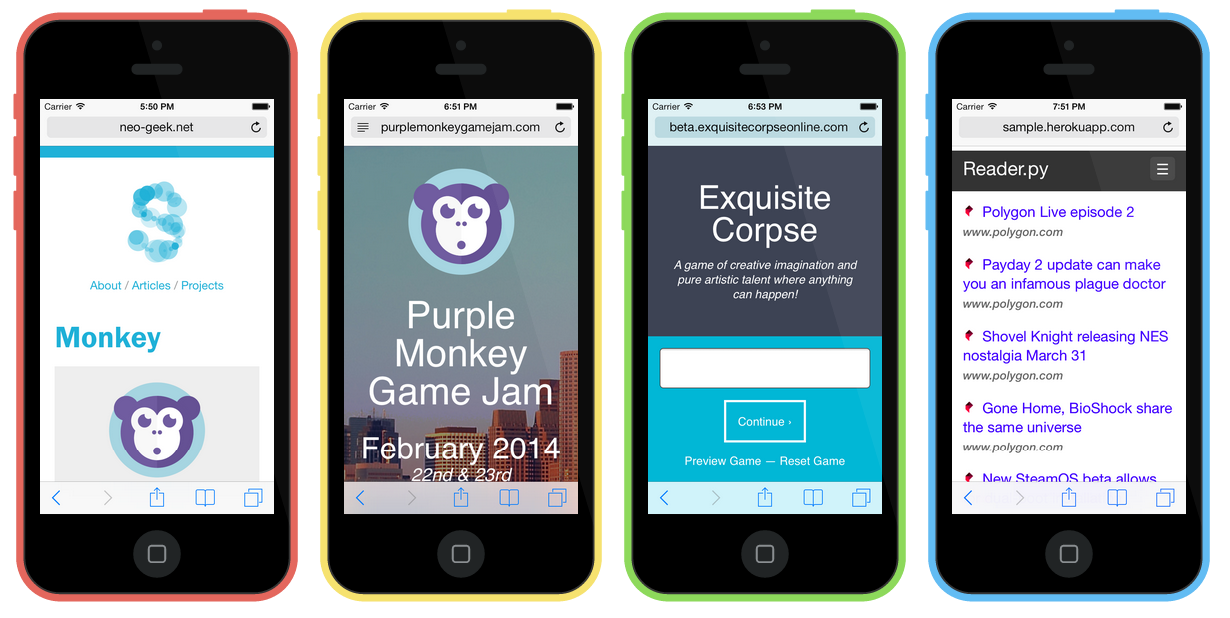 Carrier 5:50 PM
neo-geek.net
About / Articles / Projects
Monkey
Carrier 6:51 PM
purplemonkeygamejam.com
Purple
Monkey
Game Jam
February 2014
22nd & 23rd
Carrier 6:53 PM
beta.exquisitecorpseonline.com
Exquisite
Corpse
A game of creative imagination and
pure artistic talent where anything
can happen!
Continue ›
Preview Game — Reset Game
Carrier 7:51 PM
sample.herokuapp.com
Reader.py
Polygon Live episode 2
www.polygon.com
Payday 2 update can make
you an infamous plague doctor
www.polygon.com
Shovel Knight releasing NES
nostalgia March 31
www.polygon.com
Gone Home, BioShock share
the same universe
www.polygon.com
New SteamOS beta allows